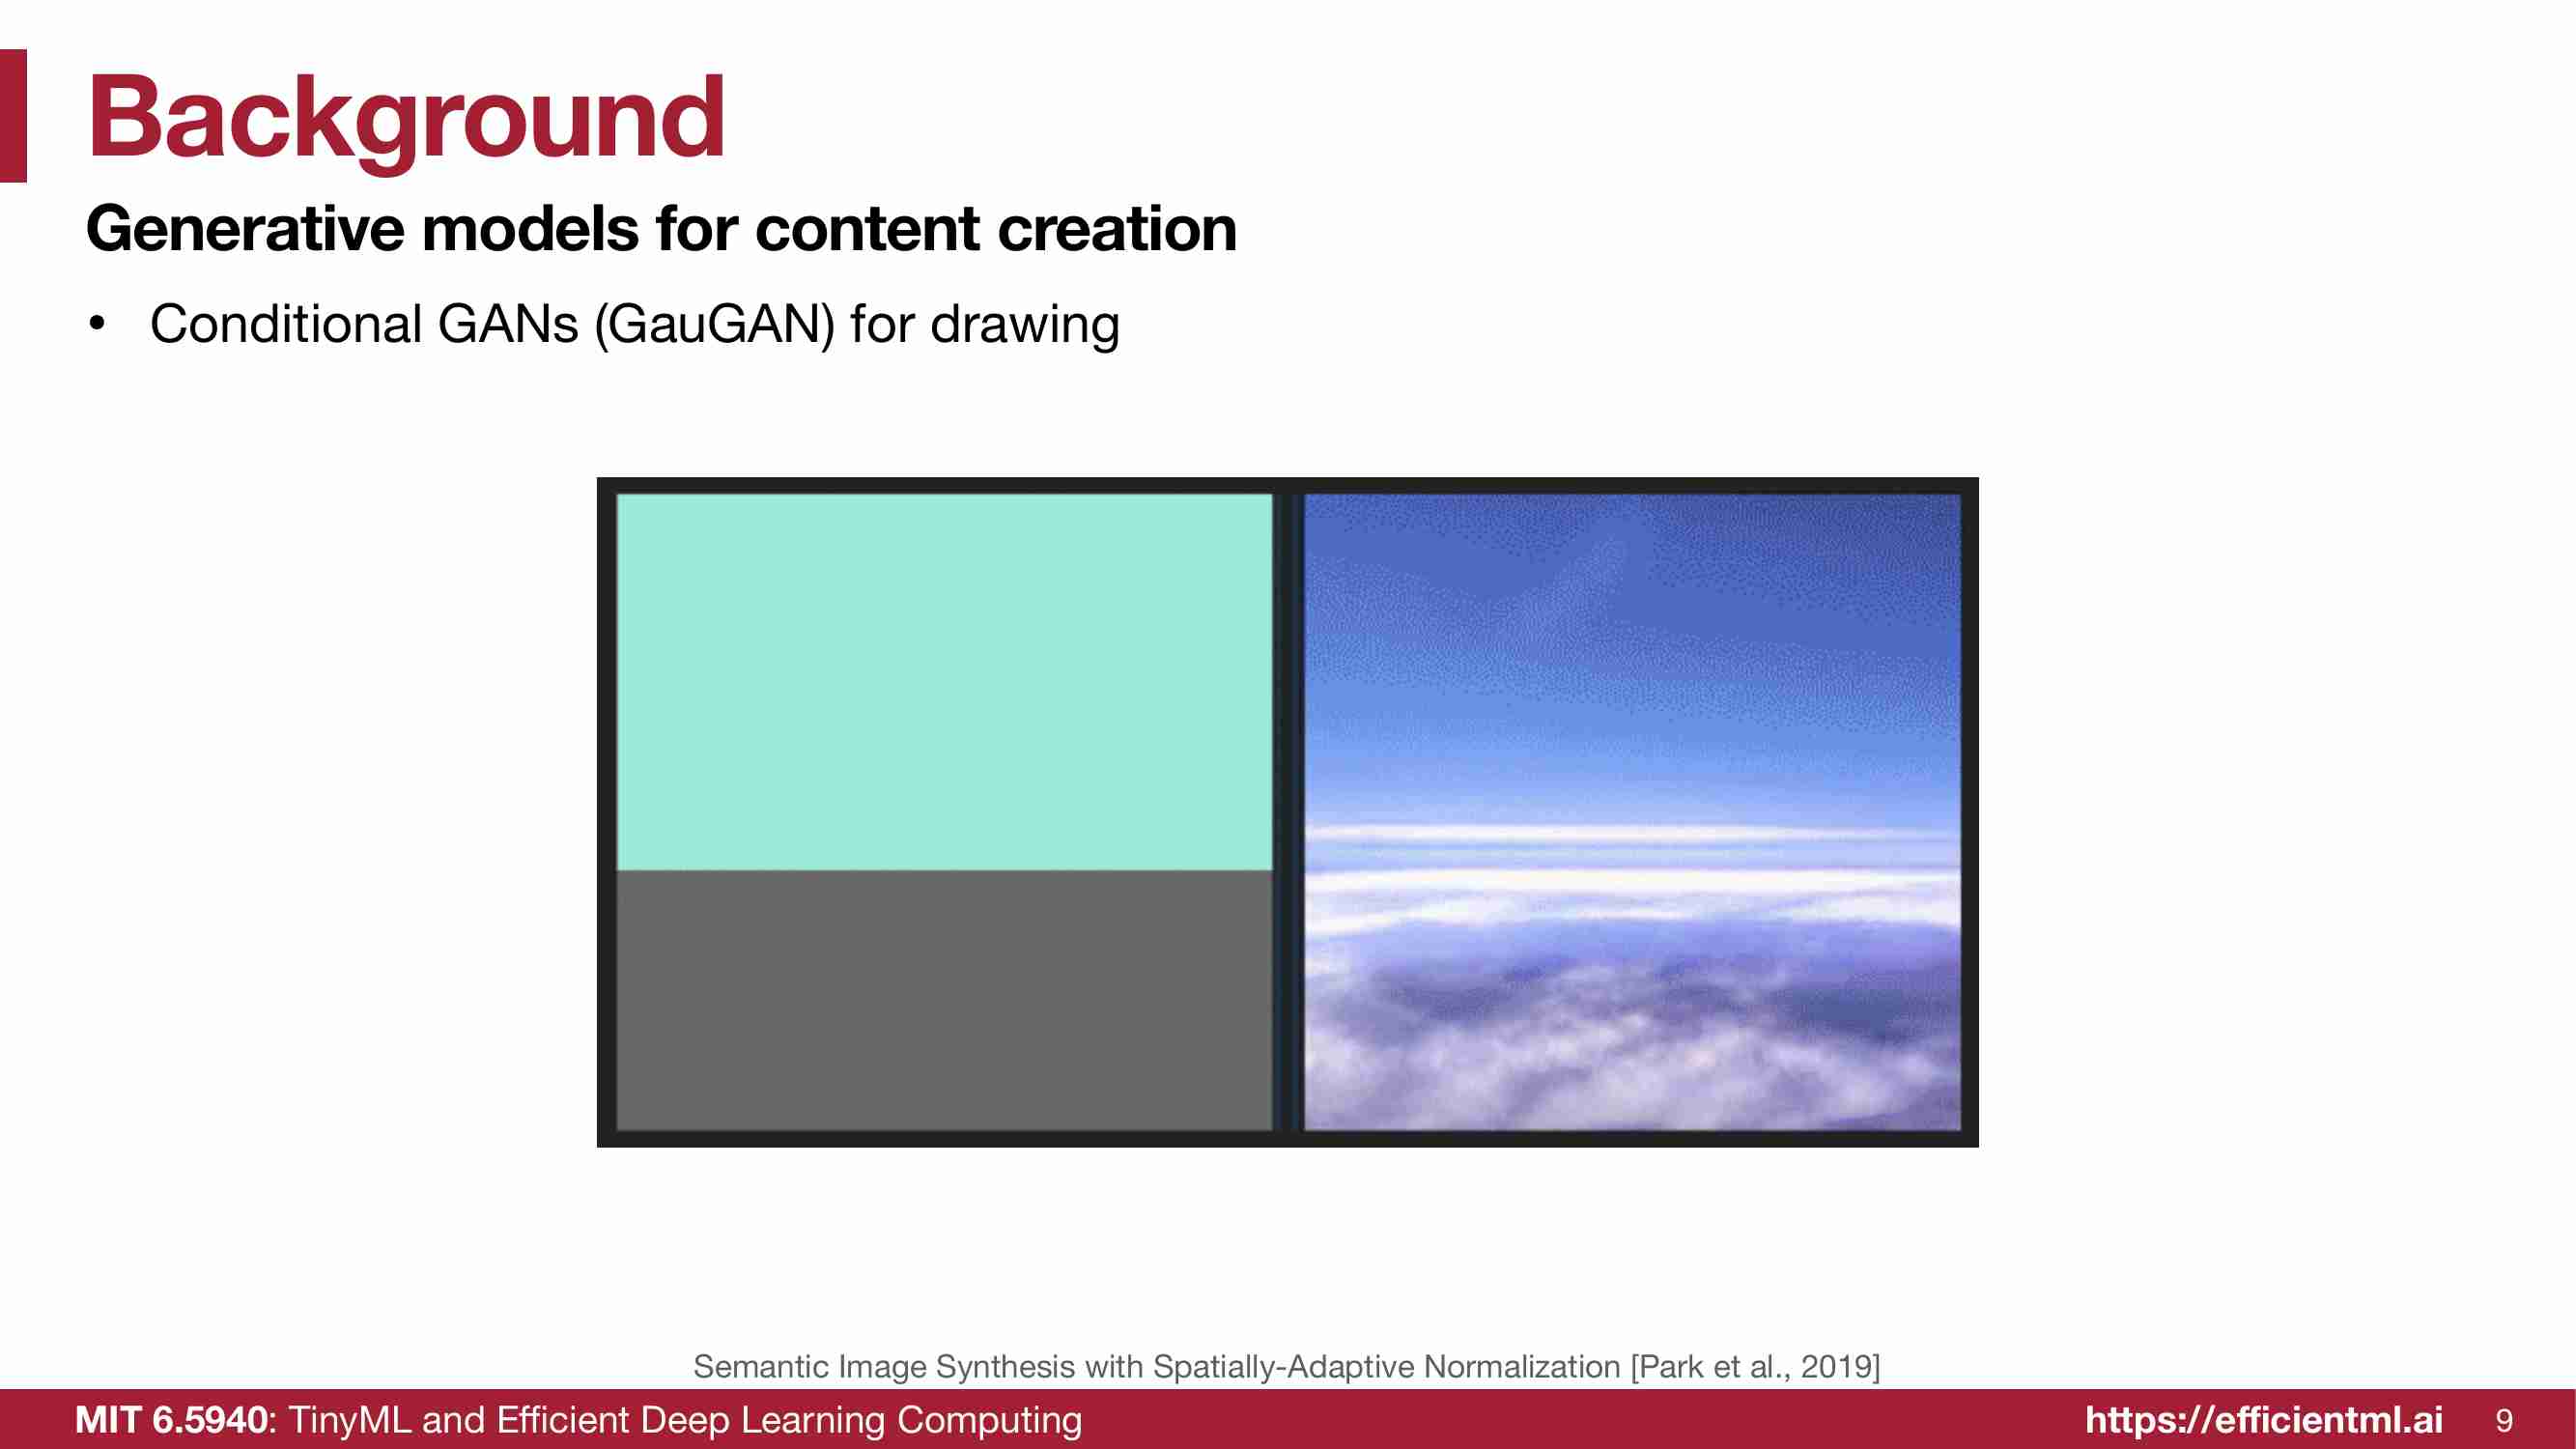 Background
Generative models for content creation
• Conditional GANs (GauGAN) for drawing
Semantic Image Synthesis with Spatially-Adaptive Normalization [Park et al., 2019]
MIT 6.5940: TinyML and Efficient Deep Learning Computing
https://efficientml.ai 9